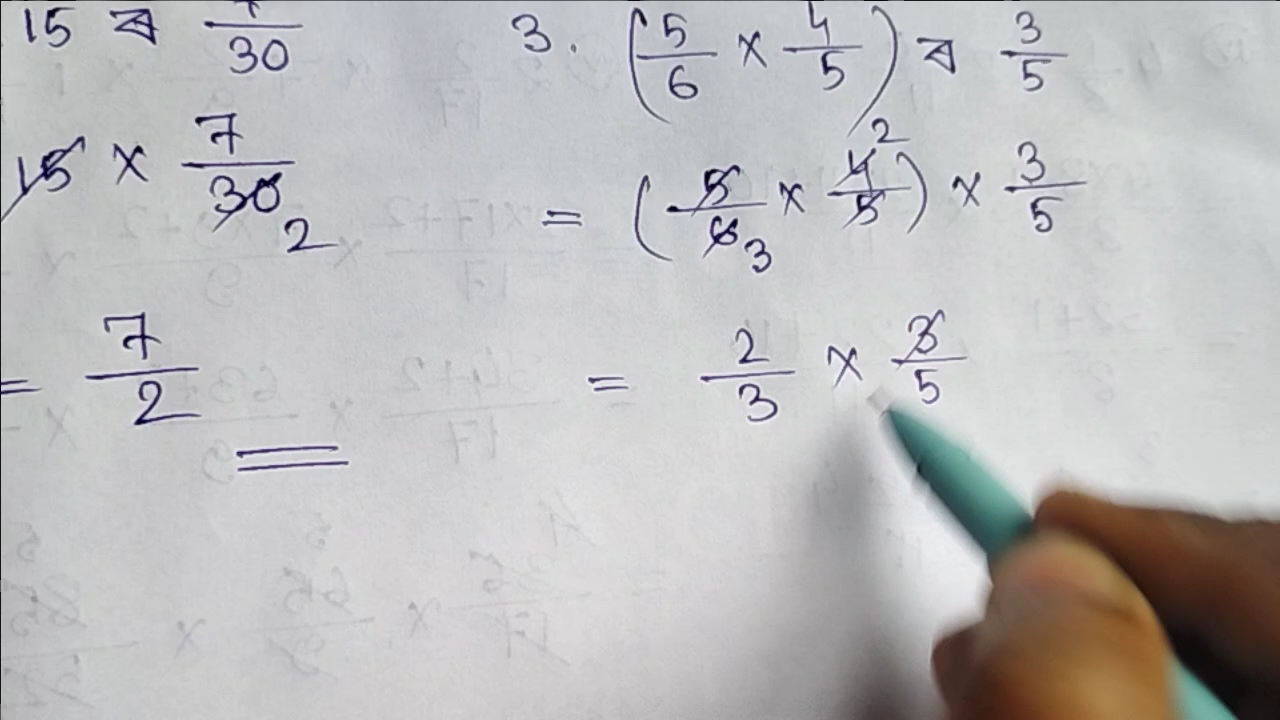 15 ৰ 7/30
15 × 7/30 2
= 7/2
3. (5/6 × 4/5) ৰ 3/5
= (5/6 3 × 4 2/5) × 3/5
= 2/3 × 3/5